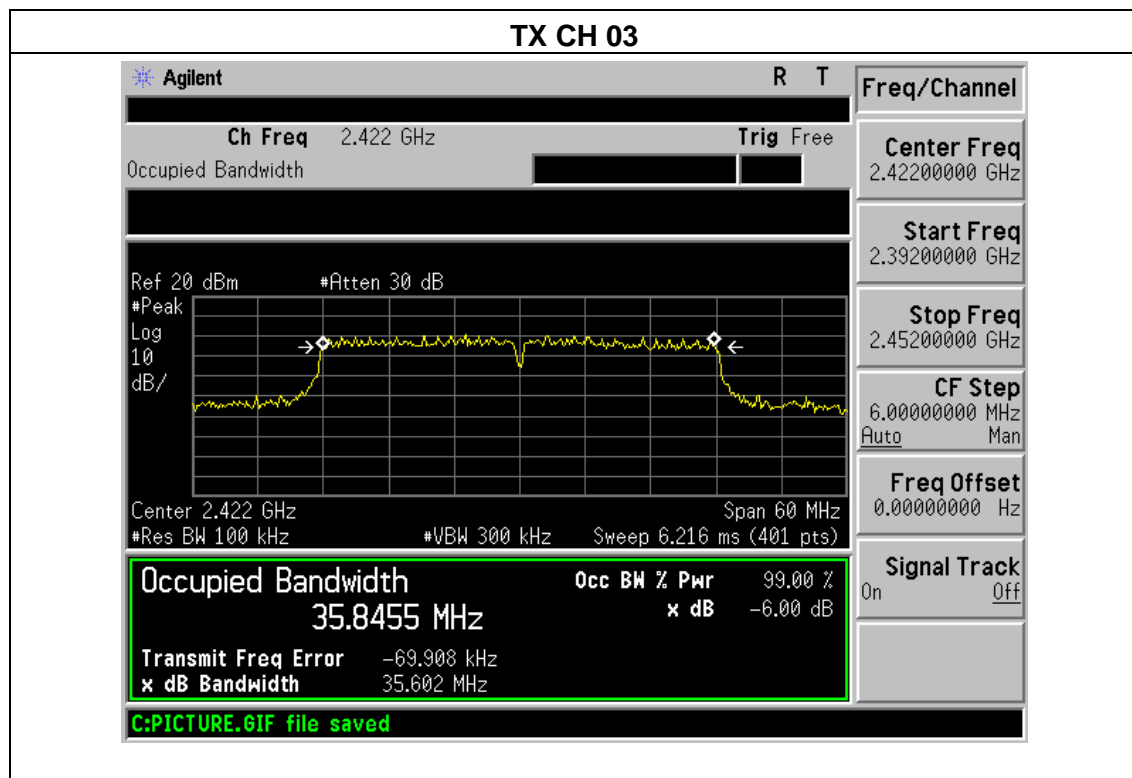 TX CH 03
Agilent R T
Freq/Channel
Ch Freq 2.422 GHz Trig Free
Occupied Bandwidth
Center Freq
2.42200000 GHz
Start Freq
2.39200000 GHz
Stop Freq
2.45200000 GHz
CF Step
6.00000000 MHz
Auto Man
Freq Offset
0.00000000 Hz
Signal Track
On Off
Ref 20 dBm #Atten 30 dB
#Peak
Log
10
dB/
Center 2.422 GHz Span 60 MHz
#Res BW 100 kHz #VBW 300 kHz Sweep 6.216 ms (401 pts)
Occupied Bandwidth Occ BW % Pwr 99.00 %
35.8455 MHz x dB -6.00 dB
Transmit Freq Error -69.908 kHz
x dB Bandwidth 35.602 MHz
C:PICTURE.GIF file saved